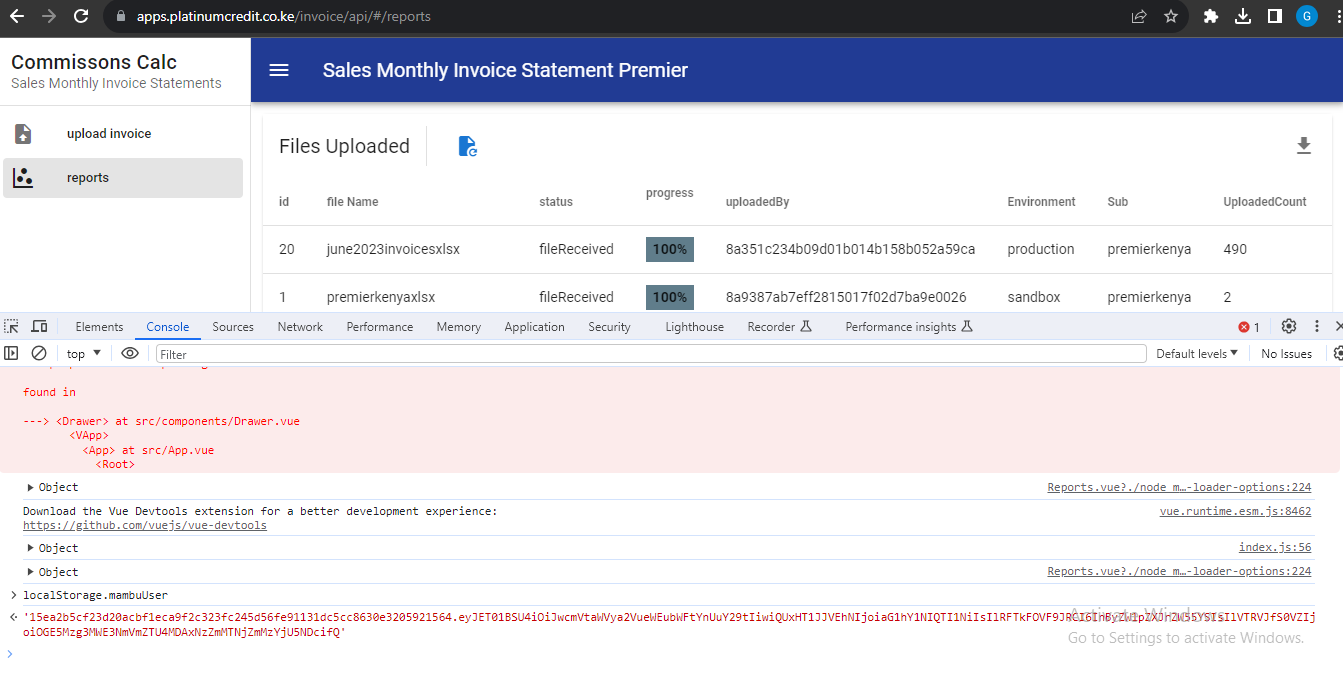 apps.platinumcredit.co.ke/invoice/api/#/reports
G
Commissons Calc
Sales Monthly Invoice Statements
Sales Monthly Invoice Statement Premier
upload invoice
reports
Files Uploaded
id file Name status progress uploadedBy Environment Sub UploadedCount
20 june2023invoicesxlsx fileReceived 100% 8a351c234b09d01b014b158b052a59ca production premierkenya 490
1 premierkenyaxlsx fileReceived 100% 8a9387ab7eff2815017f02d7ba9e0026 sandbox premierkenya 2
Elements Console Sources Network Performance Memory Application Security Lighthouse Recorder Performance insights 1
top Filter Default levels No Issues
found in
---> <Drawer> at src/components/Drawer.vue
<VApp>
<App> at src/App.vue
<Root>
Object Reports.vue?./node_m…-loader-options:224
Download the Vue Devtools extension for a better development experience: vue.runtime.esm.js:8462
https://github.com/vuejs/vue-devtools
Object index.js:56
Object Reports.vue?./node_m…-loader-options:224
localStorage.mambuUser
Activate Windows
Go to Settings to activate Windows.